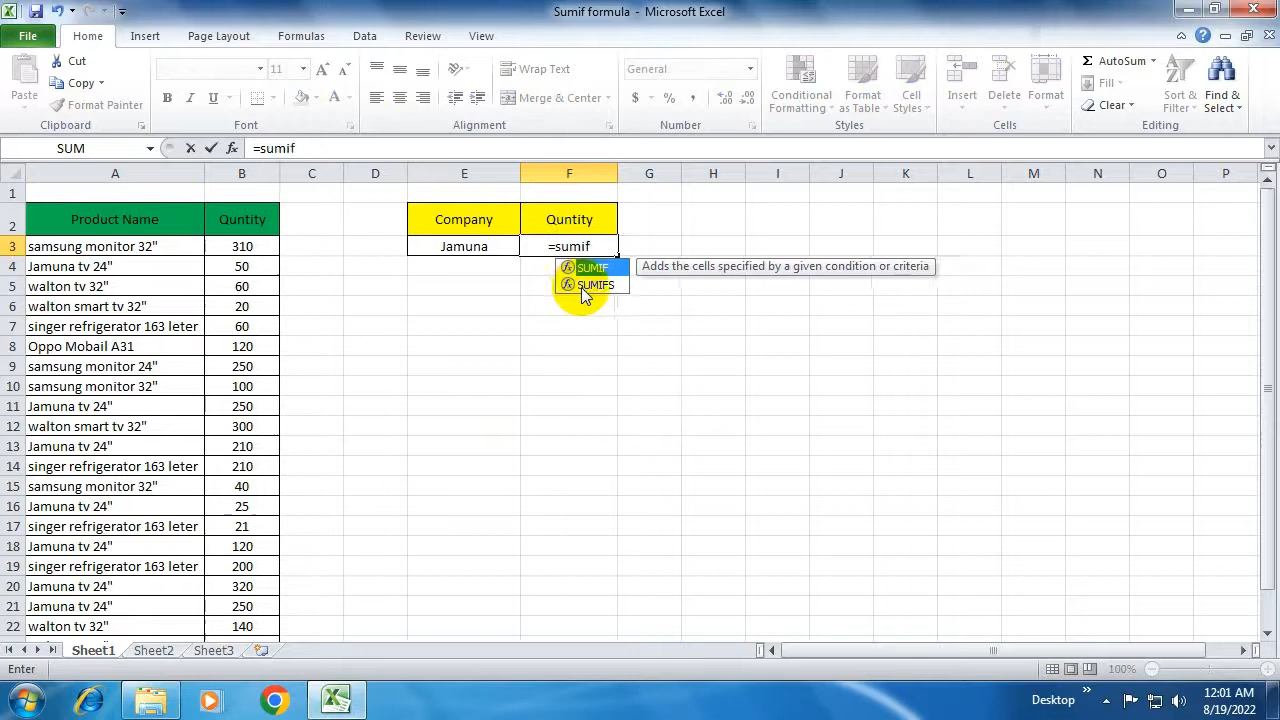 Sumif formula - Microsoft Excel
File Home Insert Page Layout Formulas Data Review View
Paste
Cut
Copy
Format Painter
Clipboard
11
B I U
A
Font
Wrap Text
Merge & Center
Alignment
General
$ % , .00
Number
Conditional Formatting
Format as Table
Cell Styles
Styles
Insert Delete Format
Cells
Σ AutoSum
Fill
Clear
Sort & Filter
Find & Select
Editing
SUM fx =sumif
A B C D E F G H I J K L M N O P
1
2 Product Name Quntity Company Quntity
3 samsung monitor 32" 310 Jamuna =sumif
SUMIF Adds the cells specified by a given condition or criteria
SUMIFS
4 Jamuna tv 24" 50
5 walton tv 32" 60
6 walton smart tv 32" 20
7 singer refrigerator 163 leter 60
8 Oppo Mobail A31 120
9 samsung monitor 24" 250
10 samsung monitor 32" 100
11 Jamuna tv 24" 250
12 walton smart tv 32" 300
13 Jamuna tv 24" 210
14 singer refrigerator 163 leter 210
15 samsung monitor 32" 40
16 Jamuna tv 24" 25
17 singer refrigerator 163 leter 21
18 Jamuna tv 24" 120
19 singer refrigerator 163 leter 200
20 Jamuna tv 24" 320
21 Jamuna tv 24" 250
22 walton tv 32" 140
Sheet1 Sheet2 Sheet3
Enter 100%
Desktop » 12:01 AM
8/19/2022